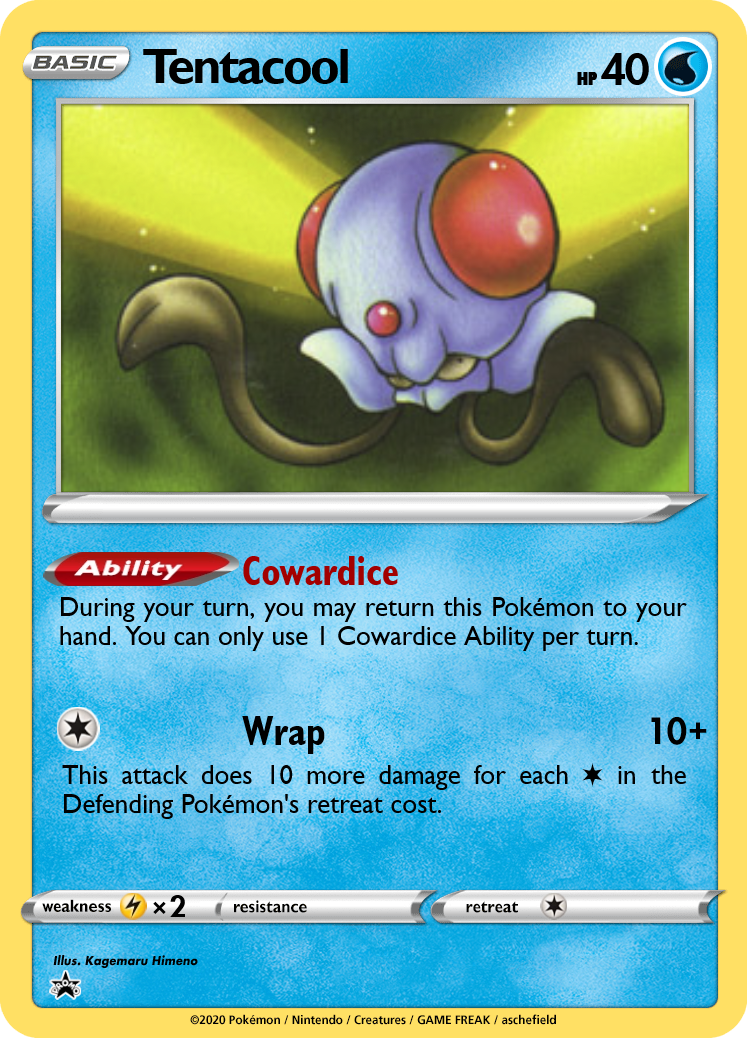 BASIC Tentacool HP 40
Ability Cowardice
During your turn, you may return this Pokémon to your
hand. You can only use 1 Cowardice Ability per turn.
Wrap 10+
This attack does 10 more damage for each in the
Defending Pokémon's retreat cost.
weakness ×2 resistance retreat
Illus. Kagemaru Himeno
PROMO
©2020 Pokémon / Nintendo / Creatures / GAME FREAK / aschefield